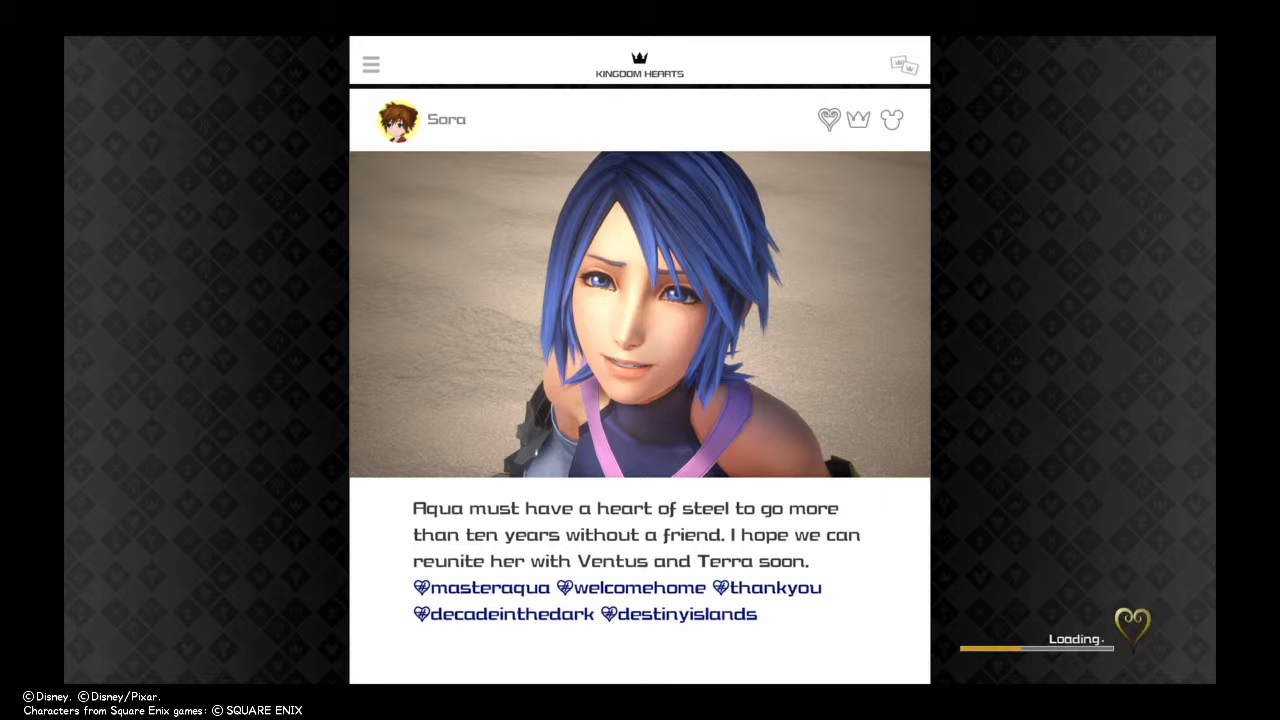 KINGDOM HEARTS
Sora
Aqua must have a heart of steel to go more
than ten years without a friend. I hope we can
reunite her with Ventus and Terra soon.
masteraqua welcomehome thankyou
decadeinthedark destinyislands
Loading.
©Disney. ©Disney/Pixar.
Characters from Square Enix games: © SQUARE ENIX